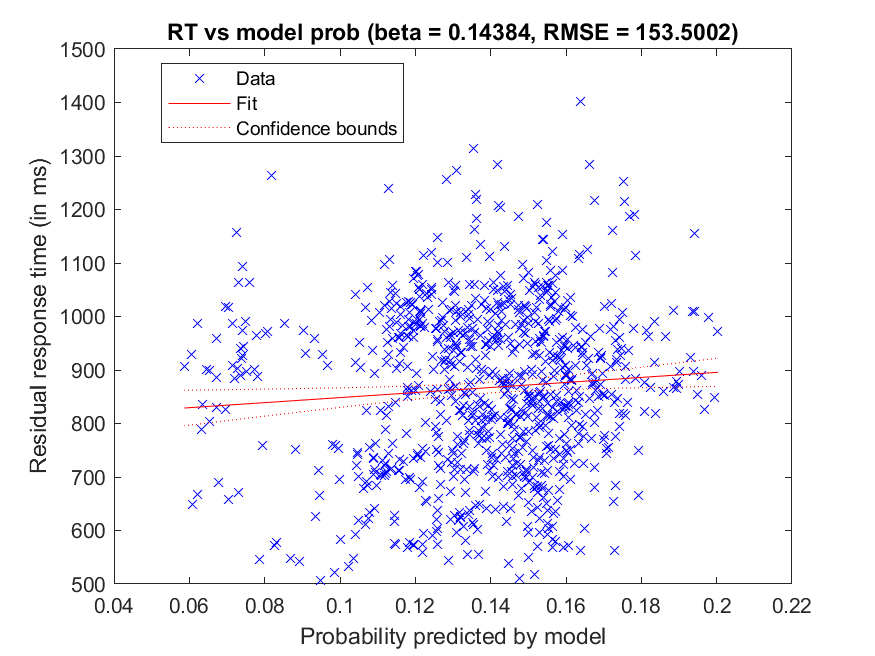 RT vs model prob (beta = 0.14384, RMSE = 153.5002)
1500
1400
1300
1200
1100
1000
900
800
700
600
500
Residual response time (in ms)
Data
Fit
Confidence bounds
0.04 0.06 0.08 0.1 0.12 0.14 0.16 0.18 0.2 0.22
Probability predicted by model